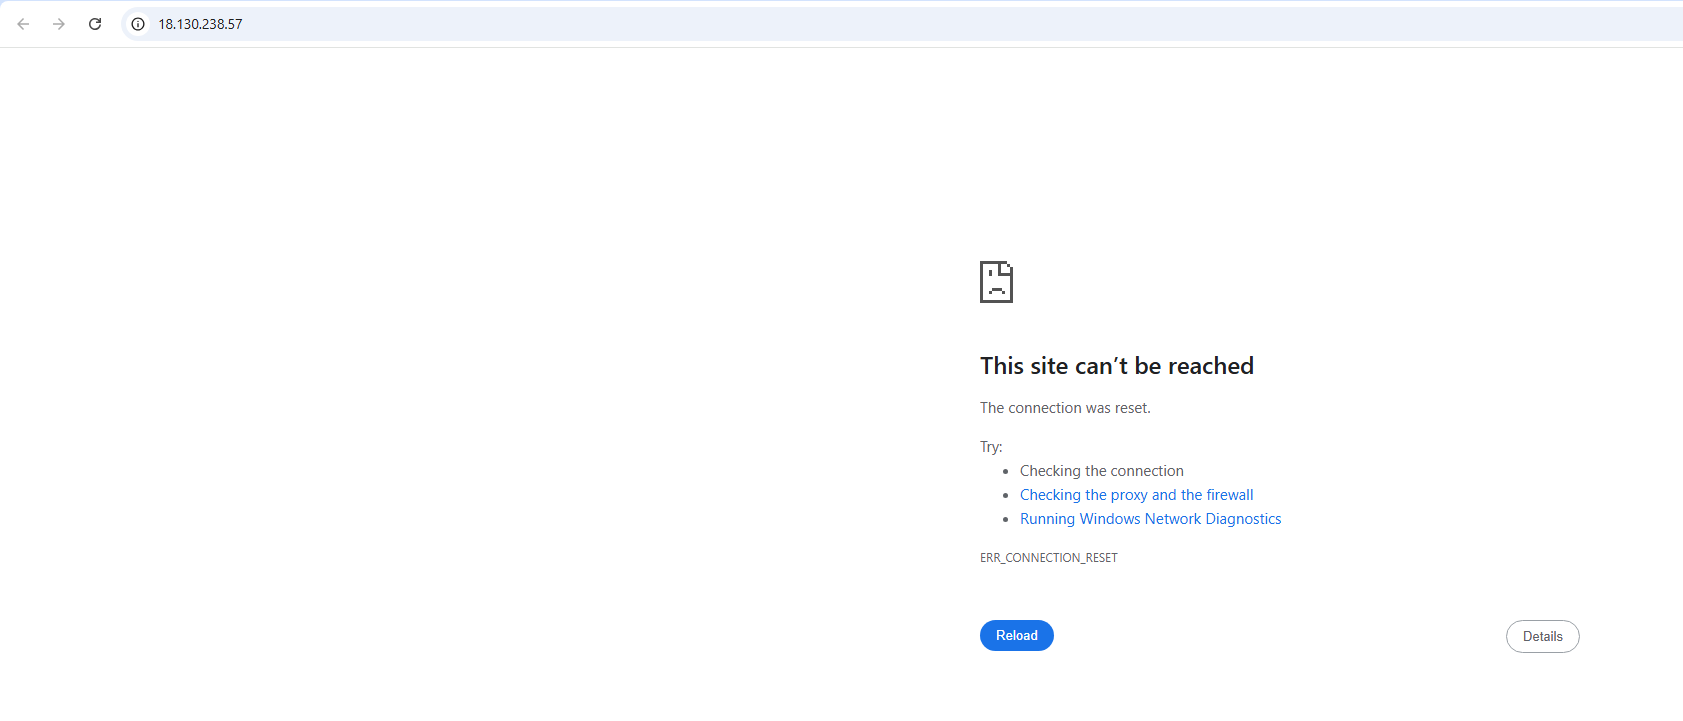 18.130.238.57
This site can’t be reached
The connection was reset.
Try:
Checking the connection
Checking the proxy and the firewall
Running Windows Network Diagnostics
ERR_CONNECTION_RESET
Reload
Details